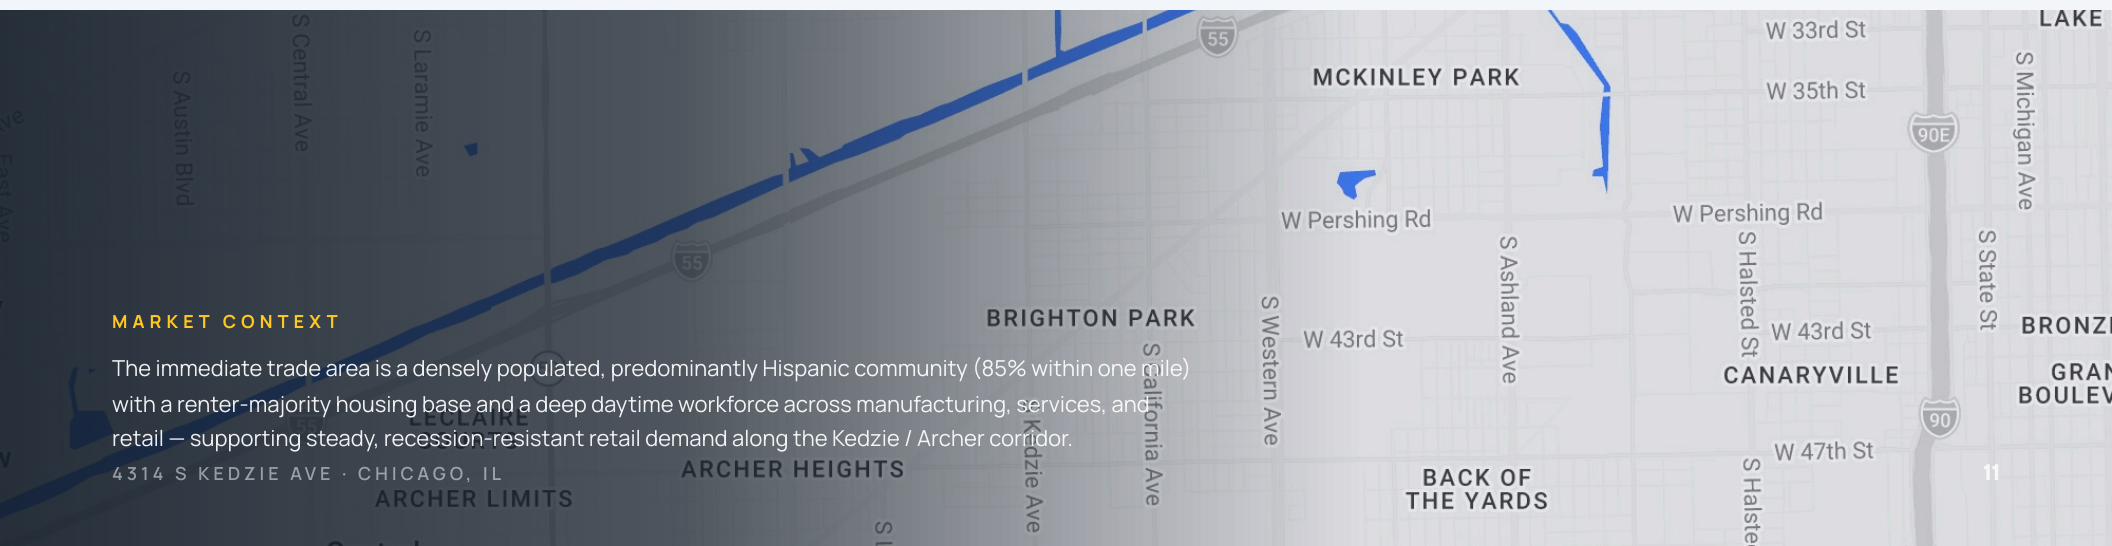 S Central Ave
S Laramie Ave
S Austin Blvd
East Ave
55
MCKINLEY PARK
W 33rd St
LAKE
W 35th St
S Michigan Ave
90E
W Pershing Rd
W Pershing Rd
55
S Ashland Ave
S Halsted St
S State St
BRIGHTON PARK
S Western Ave
W 43rd St
W 43rd St
CANARYVILLE
90
MARKET CONTEXT
The immediate trade area is a densely populated, predominantly Hispanic community (85% within one mile)
with a renter-majority housing base and a deep daytime workforce across manufacturing, services, and
retail — supporting steady, recession-resistant retail demand along the Kedzie / Archer corridor.
4314 S KEDZIE AVE · CHICAGO, IL
S California Ave
S Kedzie Ave
55
ARCHER HEIGHTS
ARCHER LIMITS
BACK OF
THE YARDS
W 47th St
11